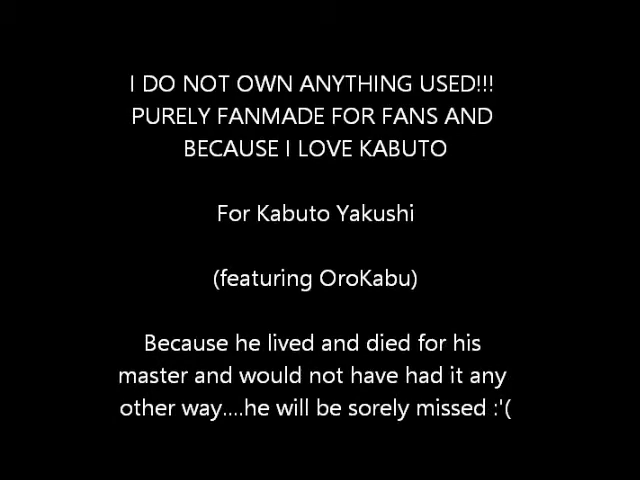 I DO NOT OWN ANYTHING USED!!!
PURELY FANMADE FOR FANS AND
BECAUSE I LOVE KABUTO
For Kabuto Yakushi
(featuring OroKabu)
Because he lived and died for his
master and would not have had it any
other way....he will be sorely missed :'(